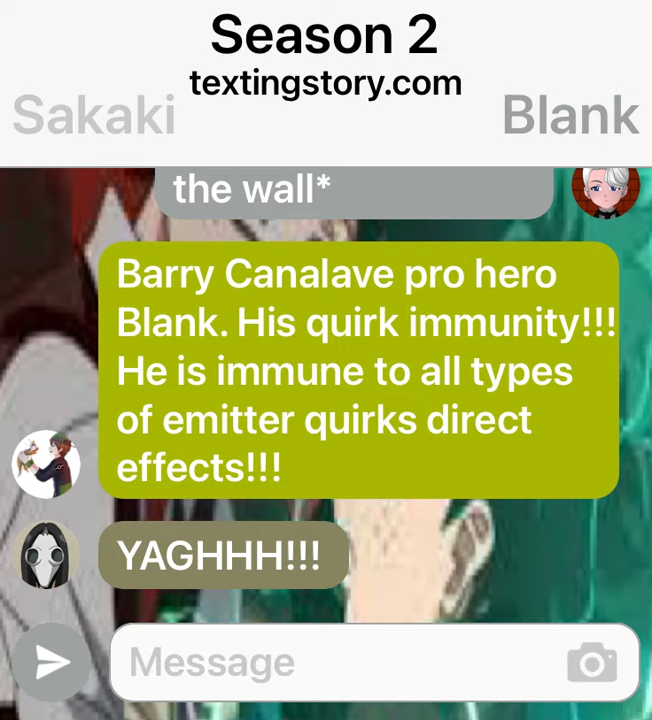 Season 2
textingstory.com
Sakaki
Blank
the wall*
Barry Canalave pro hero
Blank. His quirk immunity!!!
He is immune to all types
of emitter quirks direct
effects!!!
YAGHHH!!!
Message